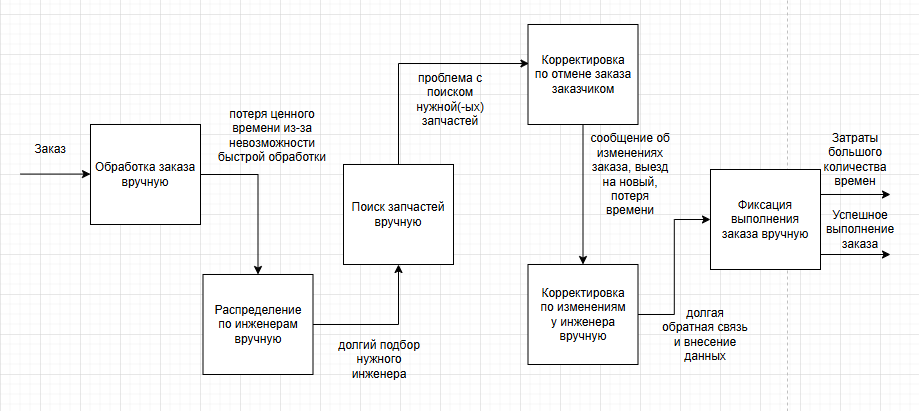 Заказ
Обработка заказа
вручную
потеря ценного
времени из-за
невозможности
быстрой обработки
Распределение
по инженерам
вручную
долгий подбор
нужного
инженера
Поиск запчастей
вручную
проблема с
поиском
нужной(-ых)
запчастей
Корректировка
по отмене заказа
заказчиком
сообщение об
изменениях
заказа, выезд
на новый,
потеря
времени
Корректировка
по изменениям
у инженера
вручную
долгая
обратная связь
и внесение
данных
Фиксация
выполнения
заказа вручную
Затраты
большого
количества
времен
Успешное
выполнение
заказа